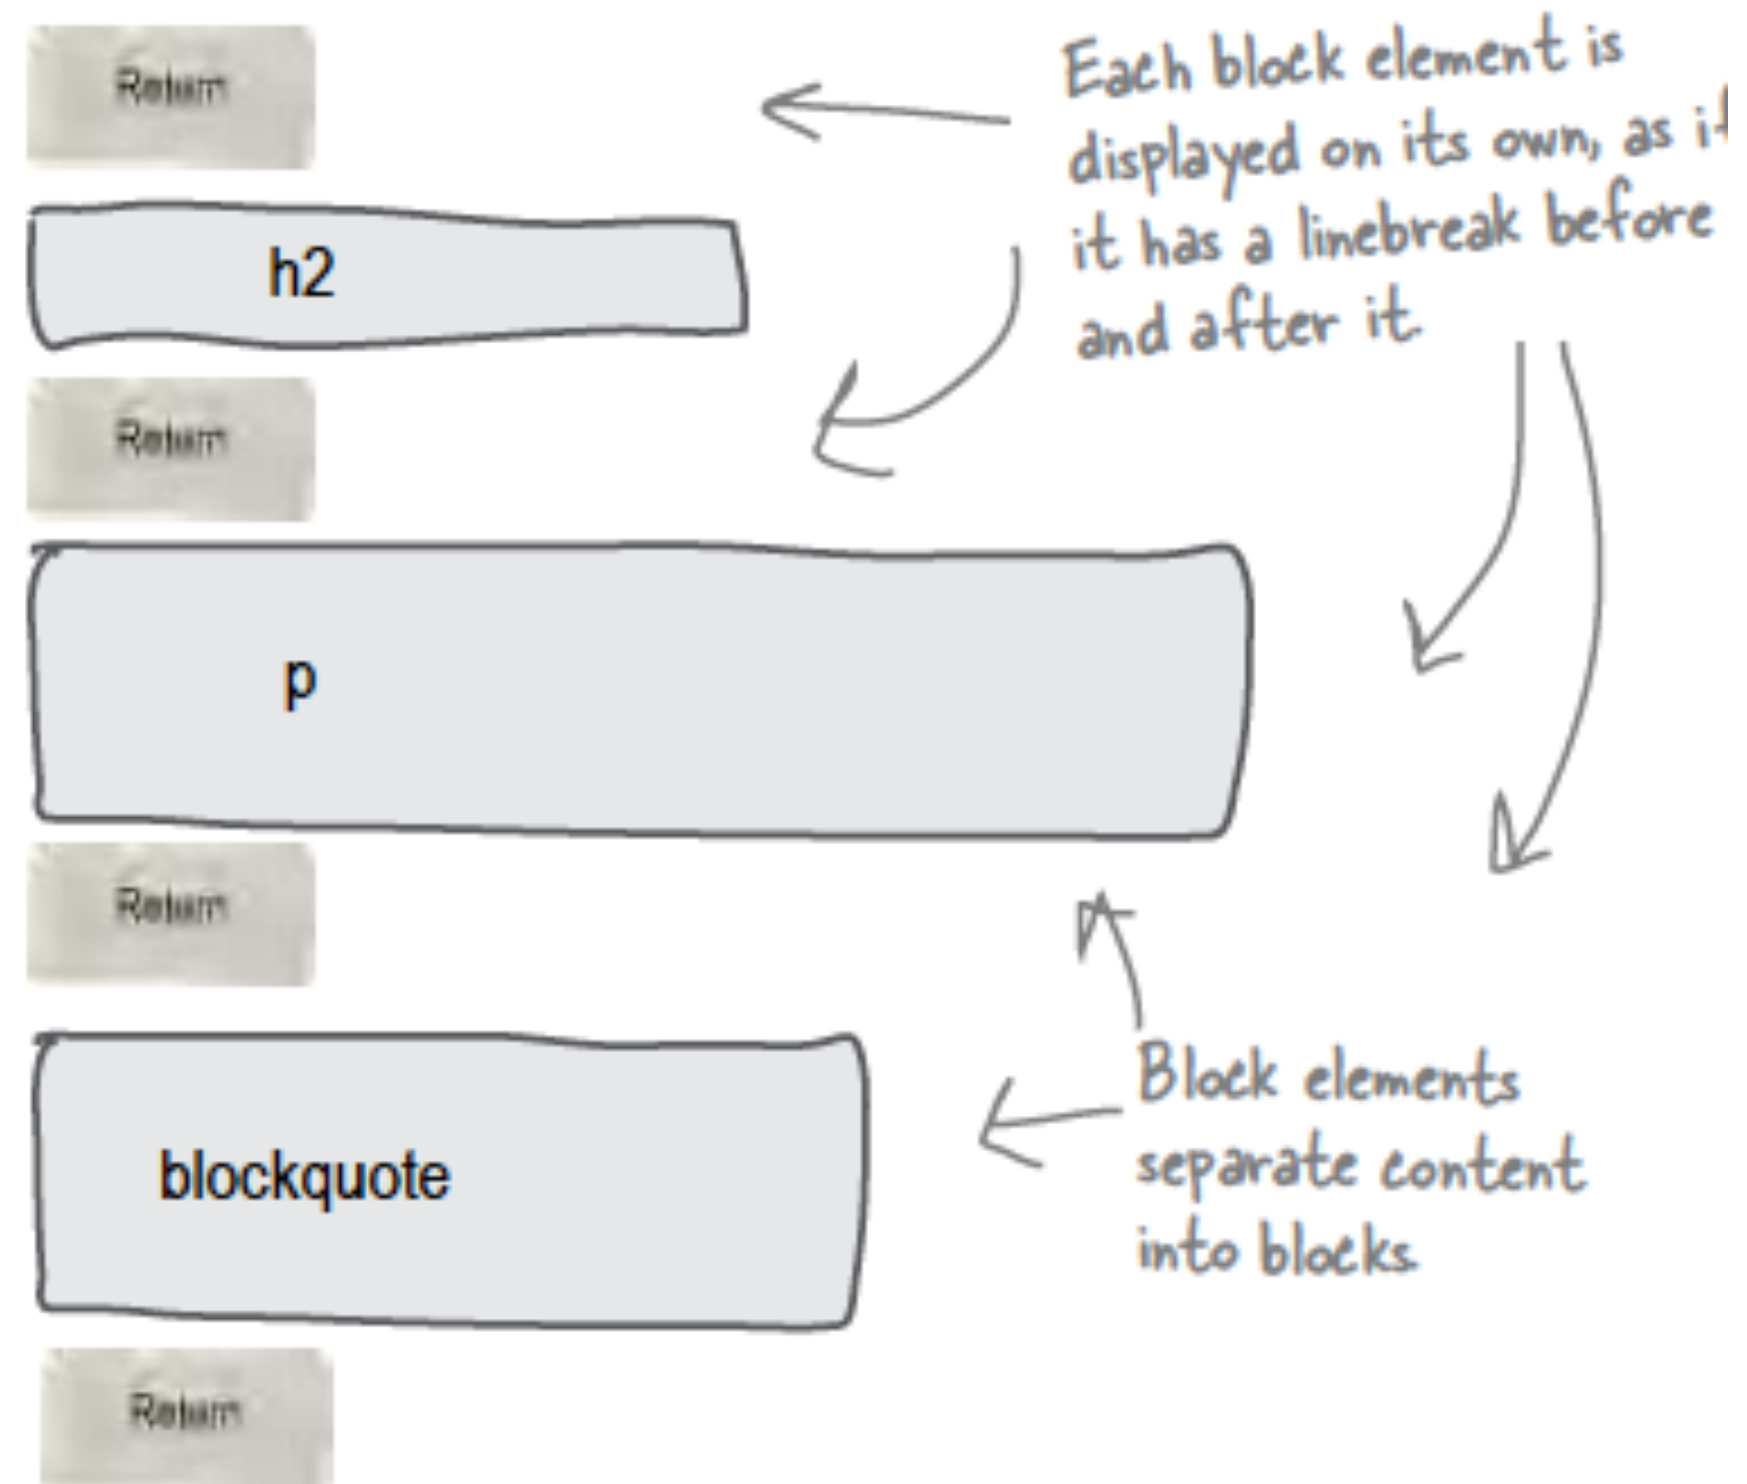 Return
Each block element is
displayed on its own, as if
it has a linebreak before
and after it.
h2
Return
p
Return
Block elements
separate content
into blocks.
blockquote
Return